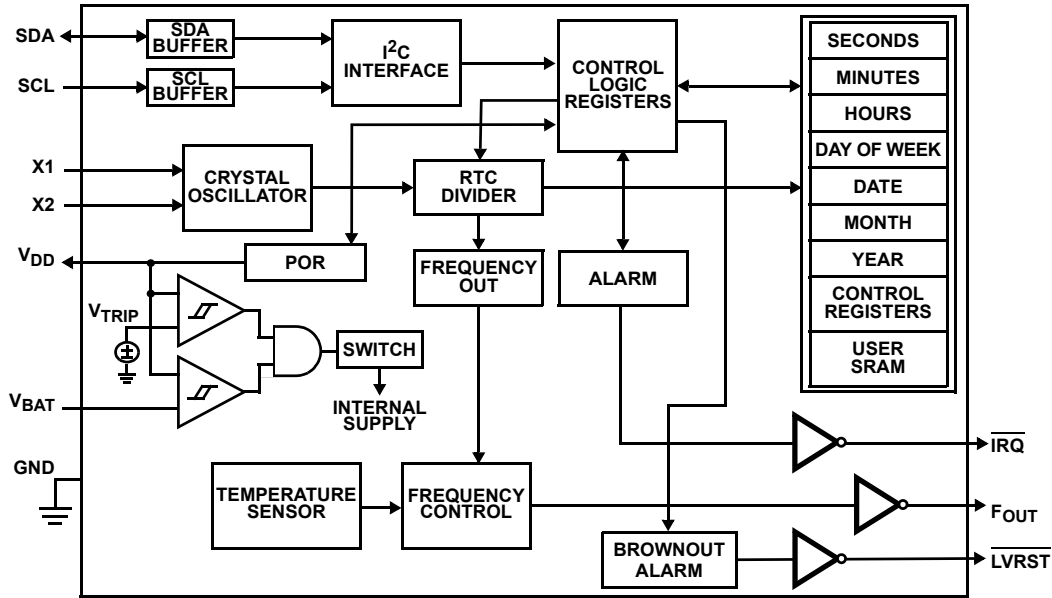 SDA
SDA
BUFFER
SCL
SCL
BUFFER
I²C
INTERFACE
CONTROL
LOGIC
REGISTERS
SECONDS
MINUTES
HOURS
DAY OF WEEK
DATE
MONTH
YEAR
CONTROL
REGISTERS
USER
SRAM
X1
X2
CRYSTAL
OSCILLATOR
RTC
DIVIDER
VDD
POR
FREQUENCY
OUT
ALARM
VTRIP
SWITCH
INTERNAL
SUPPLY
VBAT
GND
TEMPERATURE
SENSOR
FREQUENCY
CONTROL
BROWNOUT
ALARM
IRQ
FOUT
LVRST